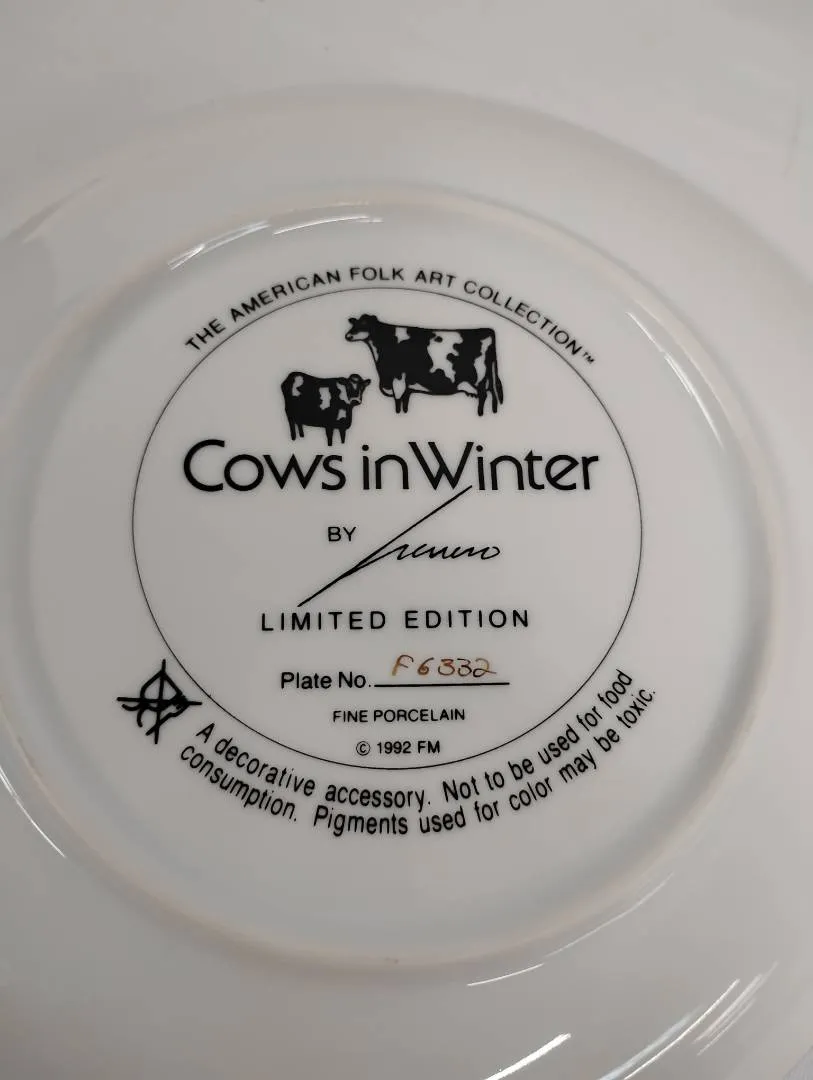 THE AMERICAN FOLK ART COLLECTION™
Cows in Winter
BY
LIMITED EDITION
Plate No. F6332
FINE PORCELAIN
© 1992 FM
A decorative accessory. Not to be used for food
consumption. Pigments used for color may be toxic.